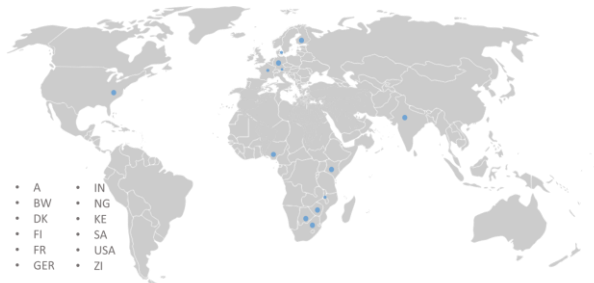 • A
• BW
• DK
• FI
• FR
• GER
• IN
• NG
• KE
• SA
• USA
• ZI